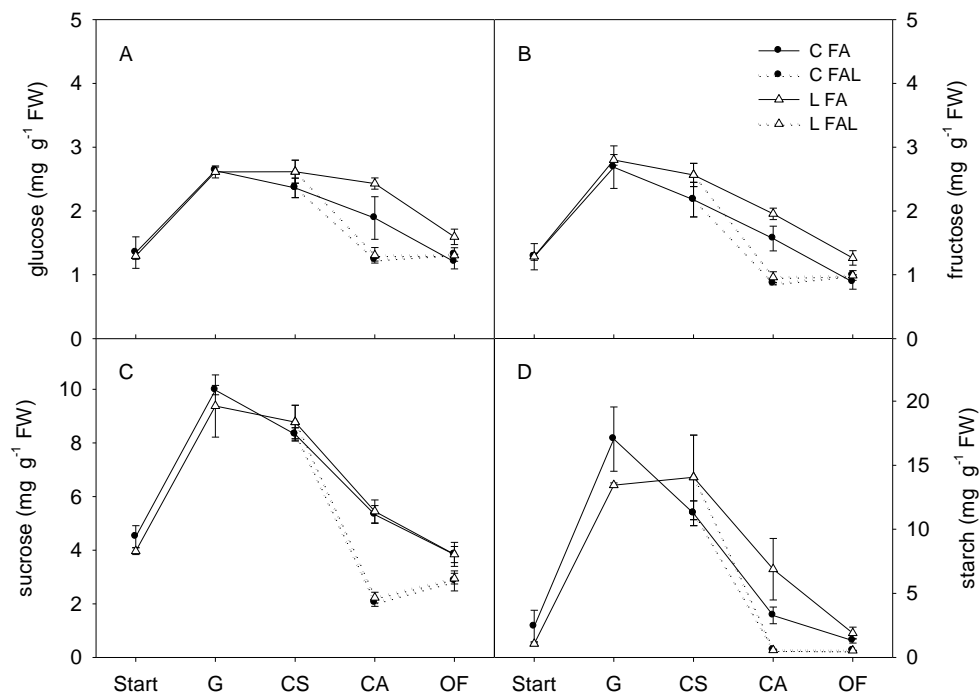 5
4
3
2
1
0
glucose (mg g⁻¹ FW)
A
B
C FA
C FAL
L FA
L FAL
5
4
3
2
1
0
fructose (mg g⁻¹ FW)
10
8
6
4
2
0
sucrose (mg g⁻¹ FW)
C
D
20
15
10
5
0
starch (mg g⁻¹ FW)
Start G CS CA OF Start G CS CA OF